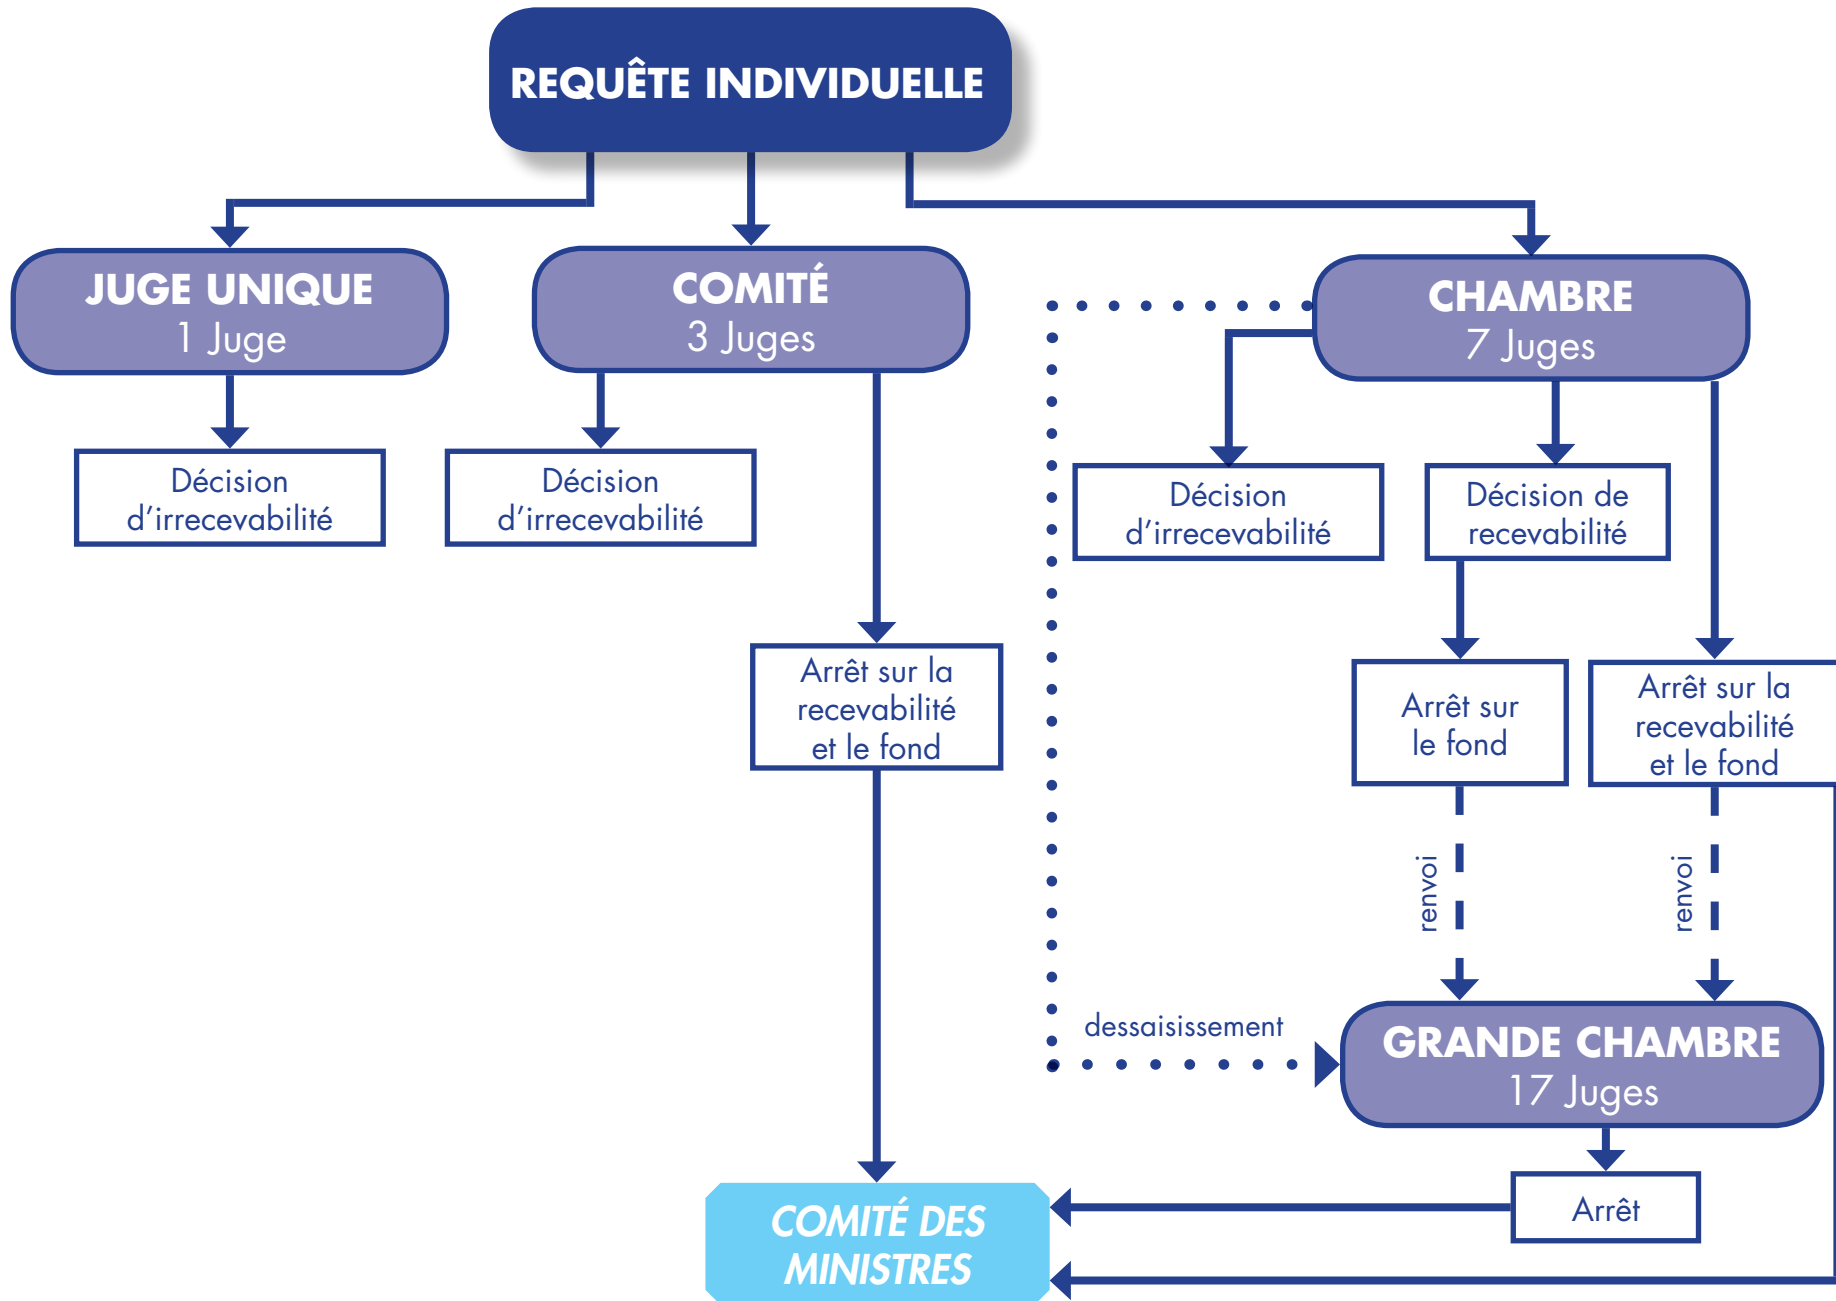 REQUÊTE INDIVIDUELLE
JUGE UNIQUE
1 Juge
COMITÉ
3 Juges
CHAMBRE
7 Juges
Décision
d’irrecevabilité
Décision
d’irrecevabilité
Décision
d’irrecevabilité
Décision de
recevabilité
Arrêt sur la
recevabilité
et le fond
Arrêt sur
le fond
Arrêt sur la
recevabilité
et le fond
renvoi
renvoi
dessaisissement
GRANDE CHAMBRE
17 Juges
Arrêt
COMITÉ DES
MINISTRES